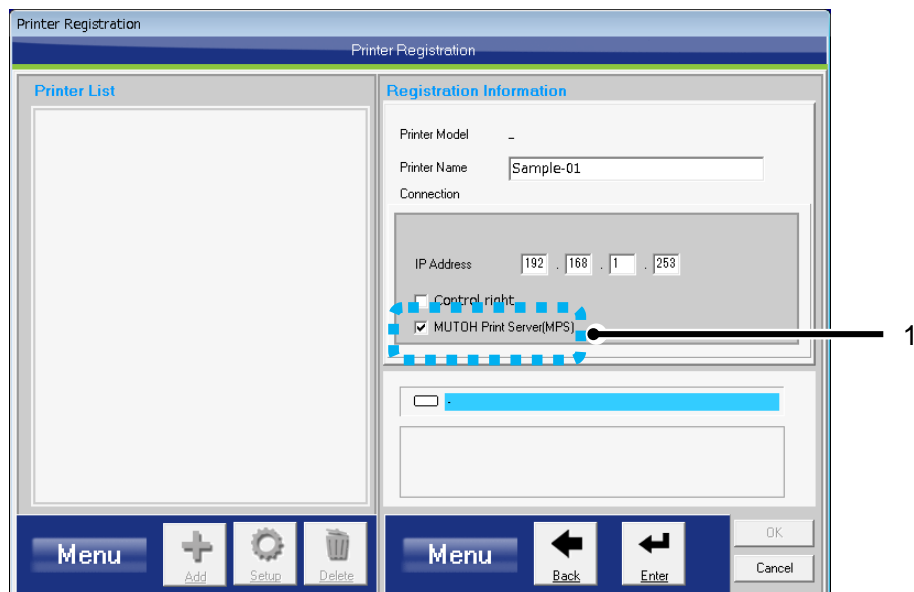 Printer Registration
Printer Registration
Printer List
Registration Information
Printer Model -
Printer Name Sample-01
Connection
IP Address 192 . 168 . 1 . 253
Control right
MUTOH Print Server(MPS)
1
-
Menu
Add
Setup
Delete
Menu
Back
Enter
OK
Cancel